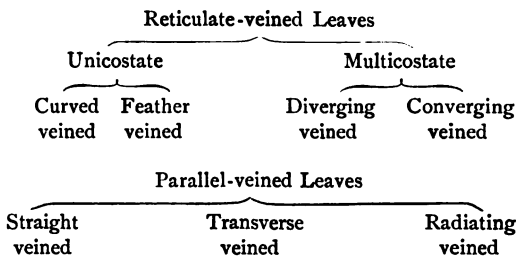 Reticulate-veined Leaves
Unicostate Multicostate
Curved Feather Diverging Converging
veined veined veined veined
Parallel-veined Leaves
Straight Transverse Radiating
veined veined veined